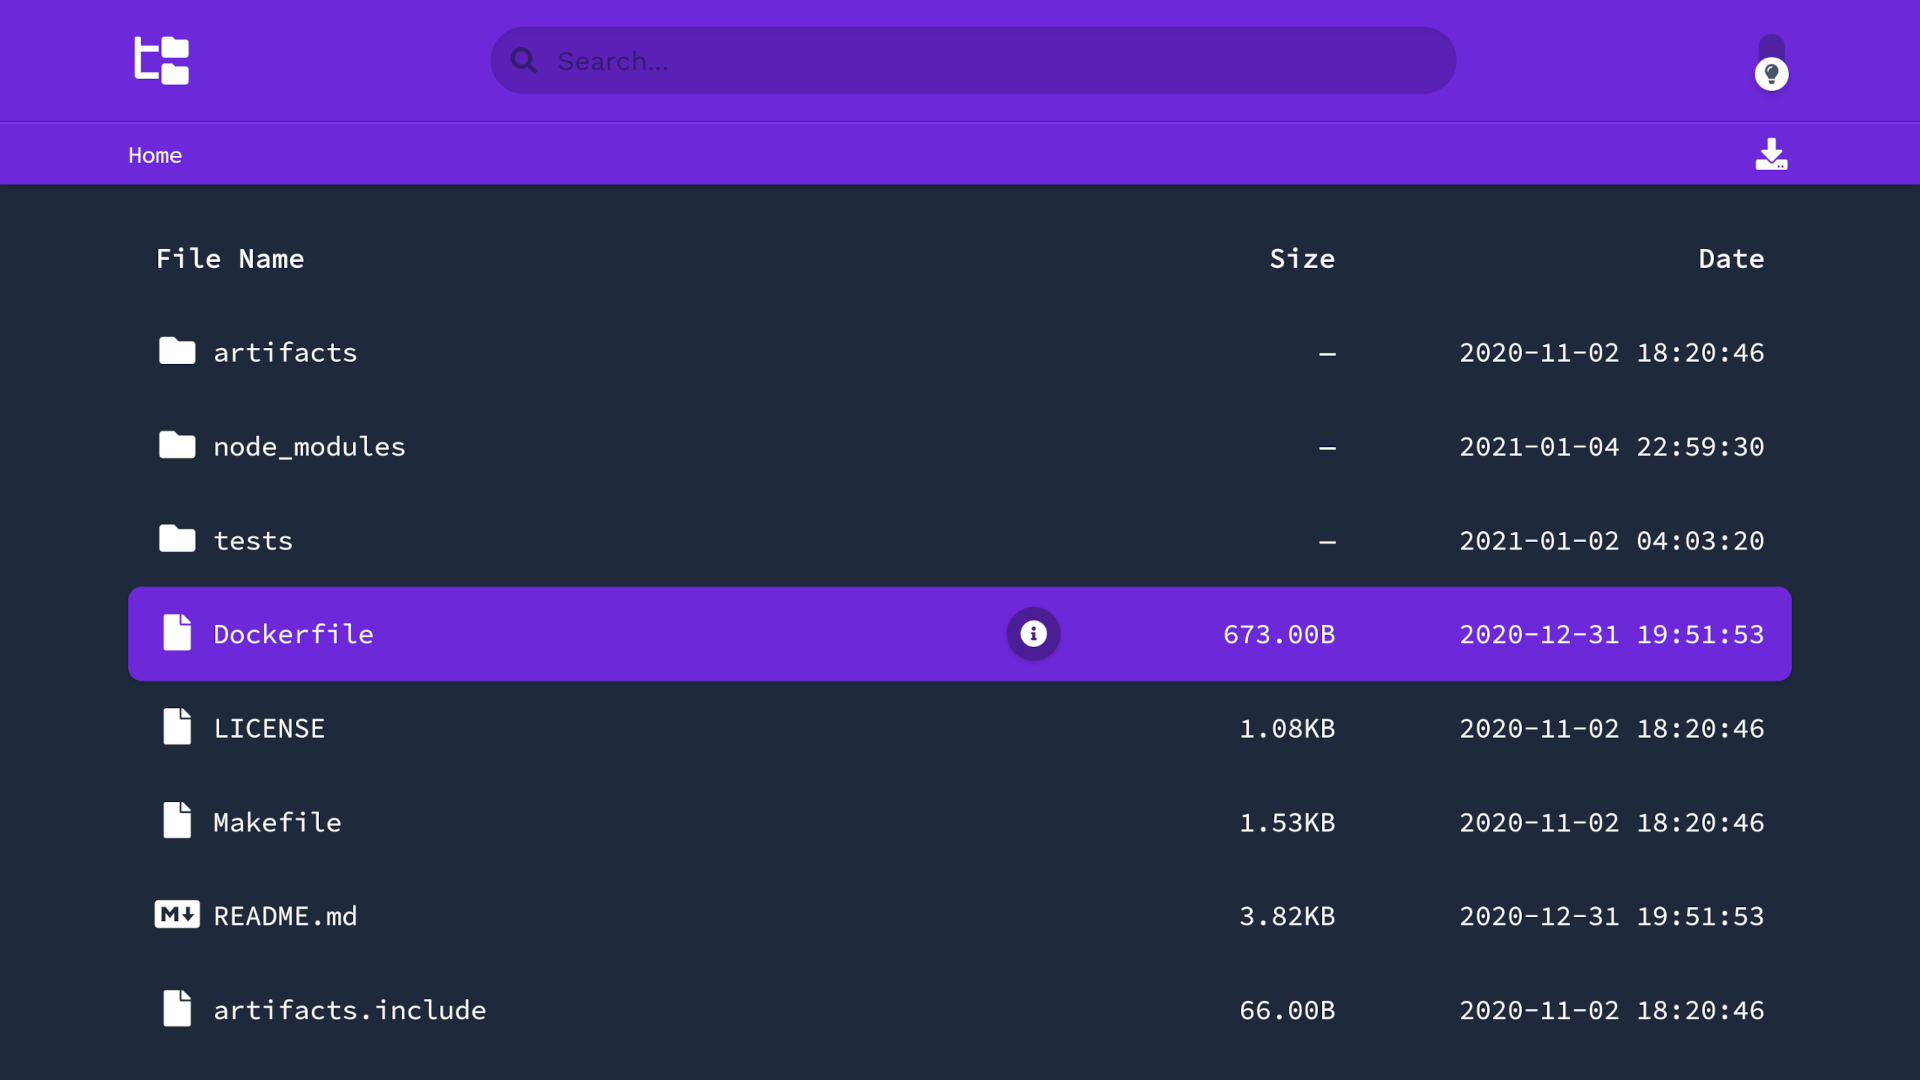 Search...
Home
File Name Size Date
artifacts — 2020-11-02 18:20:46
node_modules — 2021-01-04 22:59:30
tests — 2021-01-02 04:03:20
Dockerfile 673.00B 2020-12-31 19:51:53
LICENSE 1.08KB 2020-11-02 18:20:46
Makefile 1.53KB 2020-11-02 18:20:46
README.md 3.82KB 2020-12-31 19:51:53
artifacts.include 66.00B 2020-11-02 18:20:46